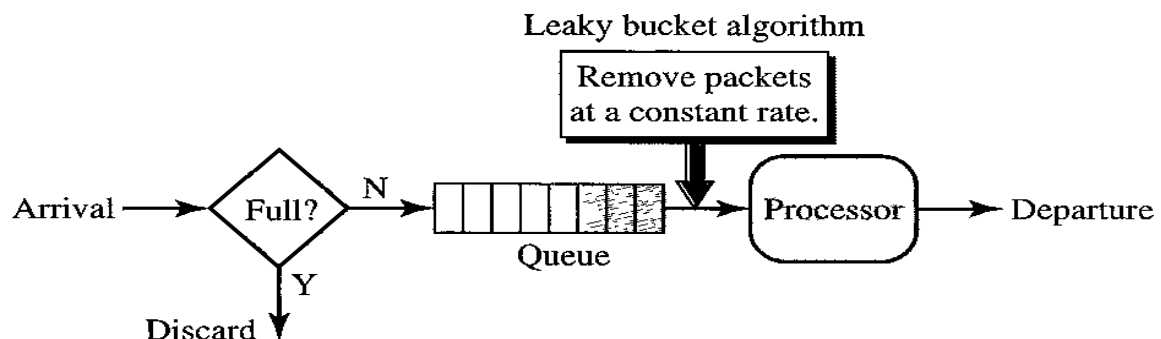 Leaky bucket algorithm
Remove packets
at a constant rate.
Arrival
Full?
N
Queue
Processor
Departure
Y
Discard